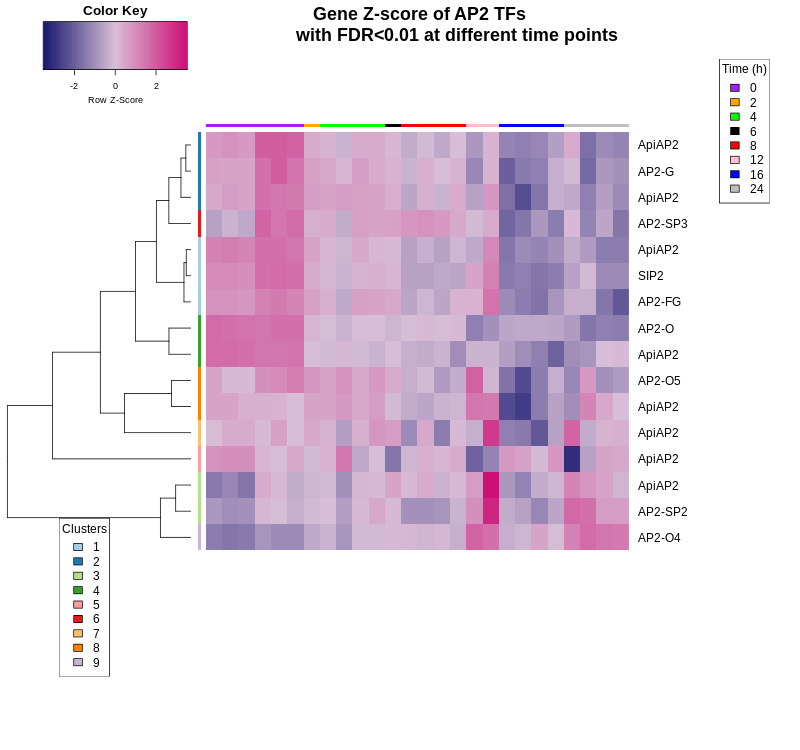 Color Key
-2 0 2
Row Z-Score
Gene Z-score of AP2 TFs
with FDR<0.01 at different time points
Time (h)
0
2
4
6
8
12
16
24
ApiAP2
AP2-G
ApiAP2
AP2-SP3
ApiAP2
SIP2
AP2-FG
AP2-O
ApiAP2
AP2-O5
ApiAP2
ApiAP2
ApiAP2
ApiAP2
AP2-SP2
AP2-O4
Clusters
1
2
3
4
5
6
7
8
9